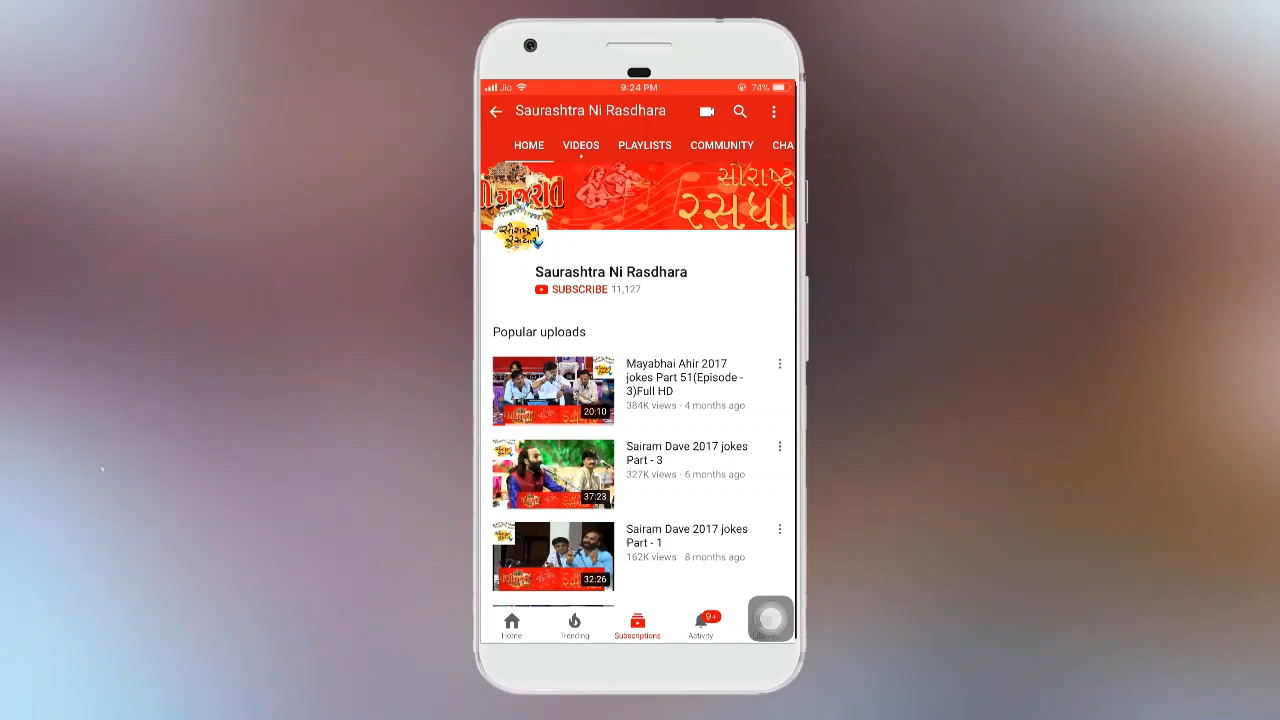 Jio 9:24 PM 74%
Saurashtra Ni Rasdhara
HOME VIDEOS PLAYLISTS COMMUNITY CHA
સૌરાષ્ટ્ર
ગુજરાતી
રસધા
સૌરાષ્ટ્રની
રસધાર
Saurashtra Ni Rasdhara
SUBSCRIBE 11,127
Popular uploads
Mayabhai Ahir 2017
jokes Part 51(Episode -
3)Full HD
384K views · 4 months ago
20:10
Sairam Dave 2017 jokes
Part - 3
327K views · 6 months ago
37:23
Sairam Dave 2017 jokes
Part - 1
162K views · 8 months ago
32:26
9+
Home Trending Subscriptions Activity